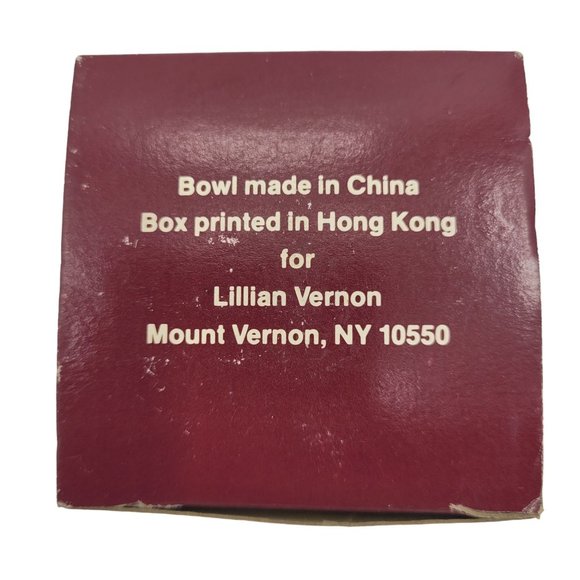 Bowl made in China
Box printed in Hong Kong
for
Lillian Vernon
Mount Vernon, NY 10550